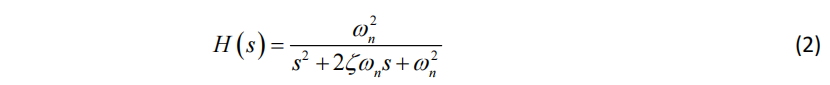 H(s) = ω_n^2 / (s^2 + 2ζω_n s + ω_n^2) (2)